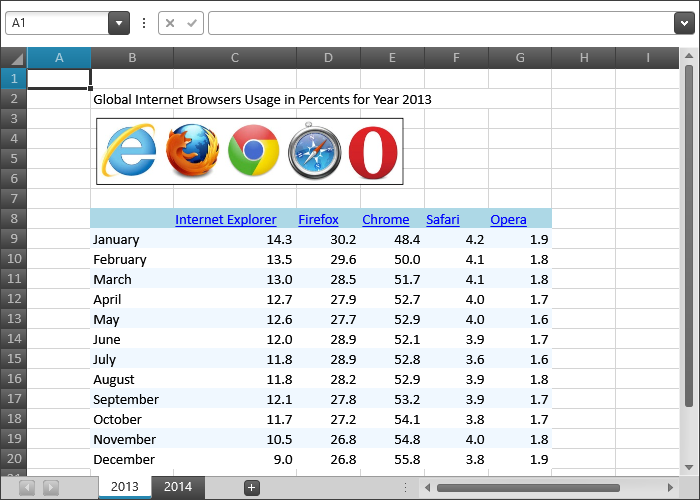 A1
A B C D E F G H I
1
2 Global Internet Browsers Usage in Percents for Year 2013
3
4
5
6
7
8 Internet Explorer Firefox Chrome Safari Opera
9 January 14.3 30.2 48.4 4.2 1.9
10 February 13.5 29.6 50.0 4.1 1.8
11 March 13.0 28.5 51.7 4.1 1.8
12 April 12.7 27.9 52.7 4.0 1.7
13 May 12.6 27.7 52.9 4.0 1.6
14 June 12.0 28.9 52.1 3.9 1.7
15 July 11.8 28.9 52.8 3.6 1.6
16 August 11.8 28.2 52.9 3.9 1.8
17 September 12.1 27.8 53.2 3.9 1.7
18 October 11.7 27.2 54.1 3.8 1.7
19 November 10.5 26.8 54.8 4.0 1.8
20 December 9.0 26.8 55.8 3.8 1.9
2013 2014